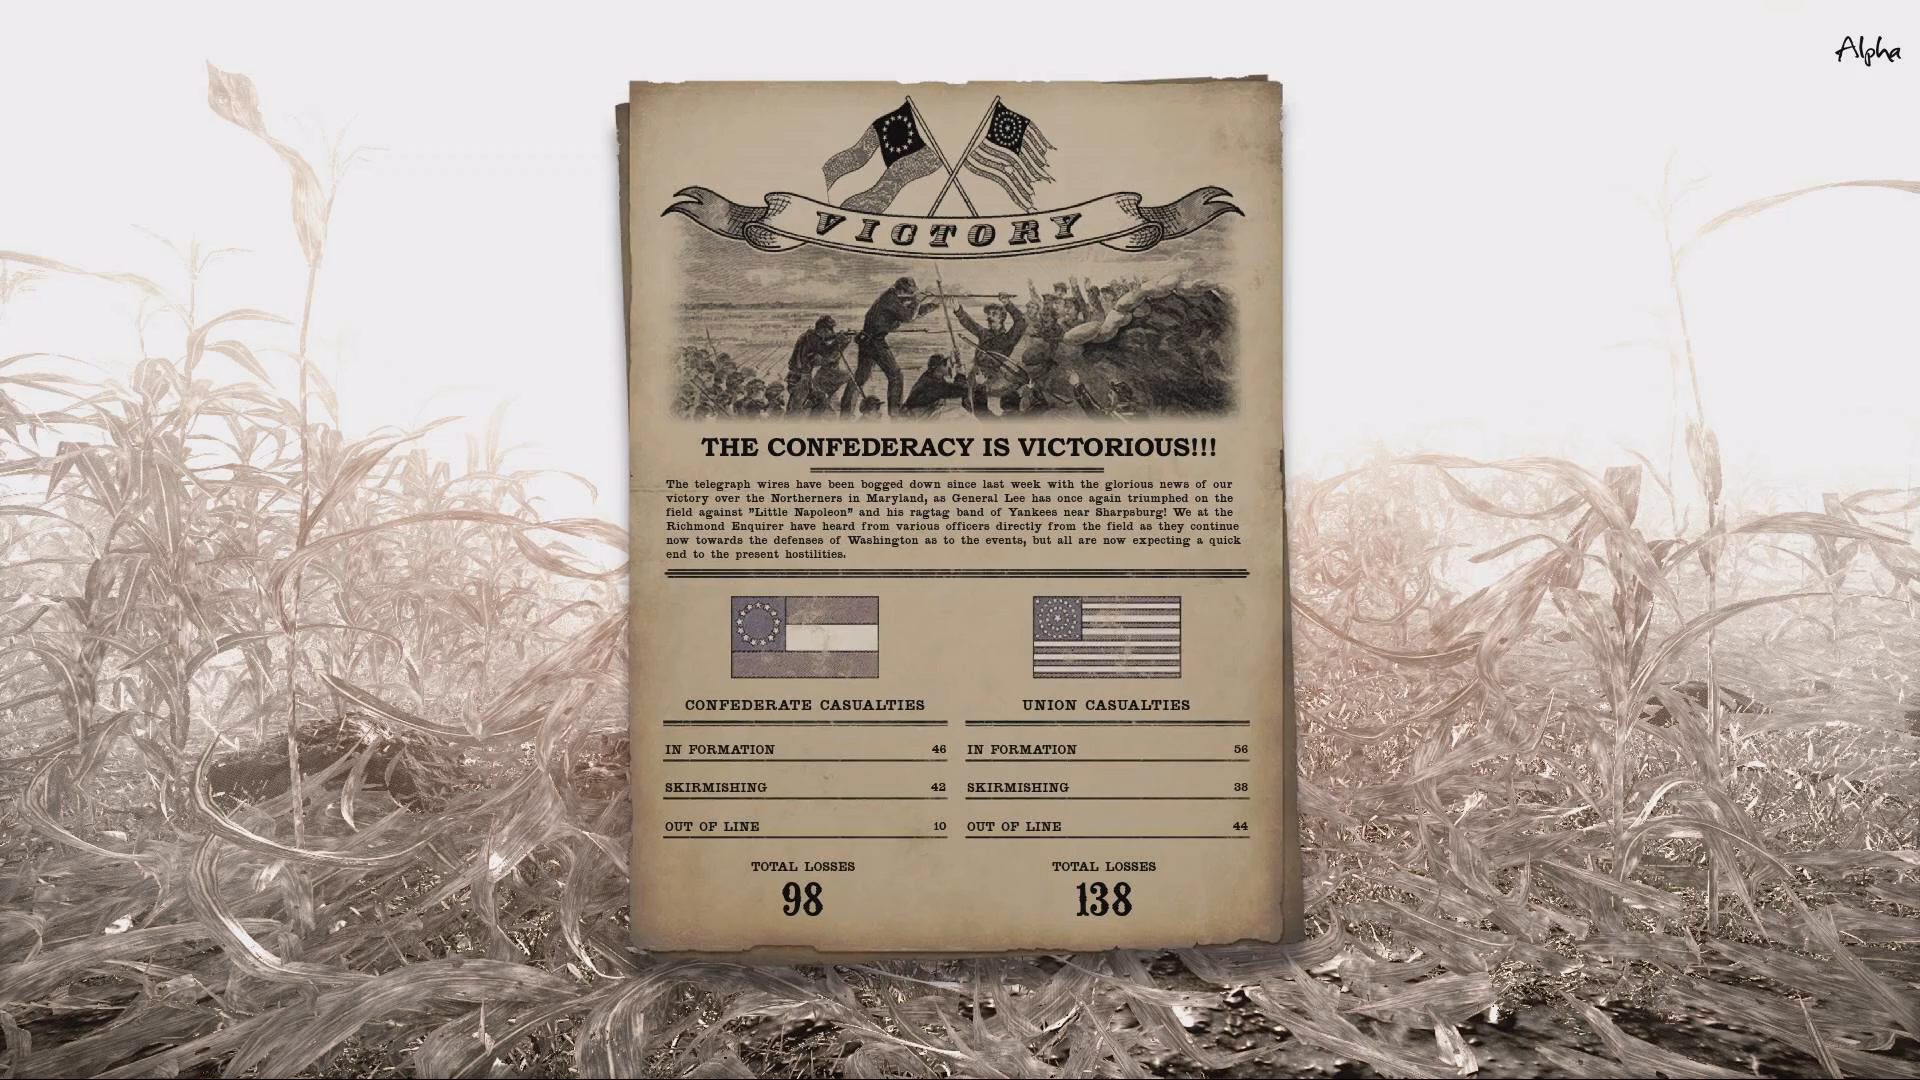 Alpha
VICTORY
THE CONFEDERACY IS VICTORIOUS!!!
The telegraph wires have been bogged down since last week with the glorious news of our
victory over the Northerners in Maryland, as General Lee has once again triumphed on the
field against "Little Napoleon" and his ragtag band of Yankees near Sharpsburg! We at the
Richmond Enquirer have heard from various officers directly from the field as they continue
now towards the defenses of Washington as to the events, but all are now expecting a quick
end to the present hostilities.
CONFEDERATE CASUALTIES
IN FORMATION 46
SKIRMISHING 42
OUT OF LINE 10
TOTAL LOSSES
98
UNION CASUALTIES
IN FORMATION 56
SKIRMISHING 38
OUT OF LINE 44
TOTAL LOSSES
138